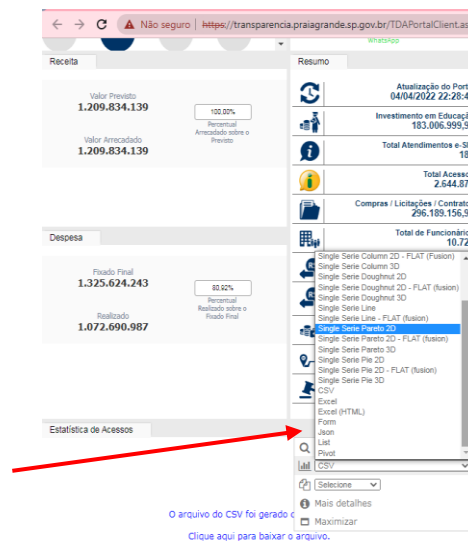 Não seguro | https://transparencia.praiagrande.sp.gov.br/TDAPortalClient.as
WhatsApp
Receita
Resumo
Valor Previsto
1.209.834.139
100,00%
Percentual
Arrecadado sobre o
Previsto
Valor Arrecadado
1.209.834.139
Atualização do Port
04/04/2022 22:28:4
Investimento em Educaçã
183.006.999,9
Total Atendimentos e-SI
18
Total Acesso
2.644.87
Compras / Licitações / Contrato
296.189.156,9
Total de Funcionário
10.72
Despesa
Fixado Final
1.325.624.243
80,92%
Percentual
Realizado sobre o
Fixado Final
Realizado
1.072.690.987
Single Serie Column 2D - FLAT (Fusion)
Single Serie Column 3D
Single Serie Doughnut 2D
Single Serie Doughnut 2D - FLAT (fusion)
Single Serie Doughnut 3D
Single Serie Line
Single Serie Line - FLAT (fusion)
Single Serie Pareto 2D
Single Serie Pareto 2D - FLAT (fusion)
Single Serie Pareto 3D
Single Serie Pie 2D
Single Serie Pie 2D - FLAT (fusion)
Single Serie Pie 3D
CSV
Excel
Excel (HTML)
Form
Json
List
Pivot
Estatística de Acessos
CSV
Selecione
Mais detalhes
Maximizar
O arquivo do CSV foi gerado c
Clique aqui para baixar o arquivo.